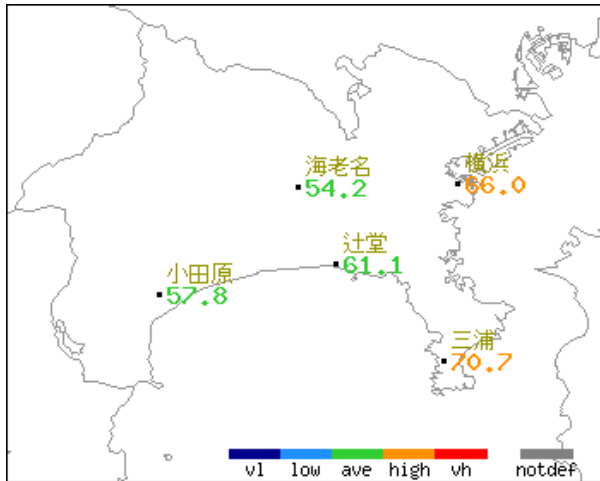 海老名
54.2
横浜
66.0
辻堂
61.1
小田原
57.8
三浦
70.7
vl low ave high vh notdef